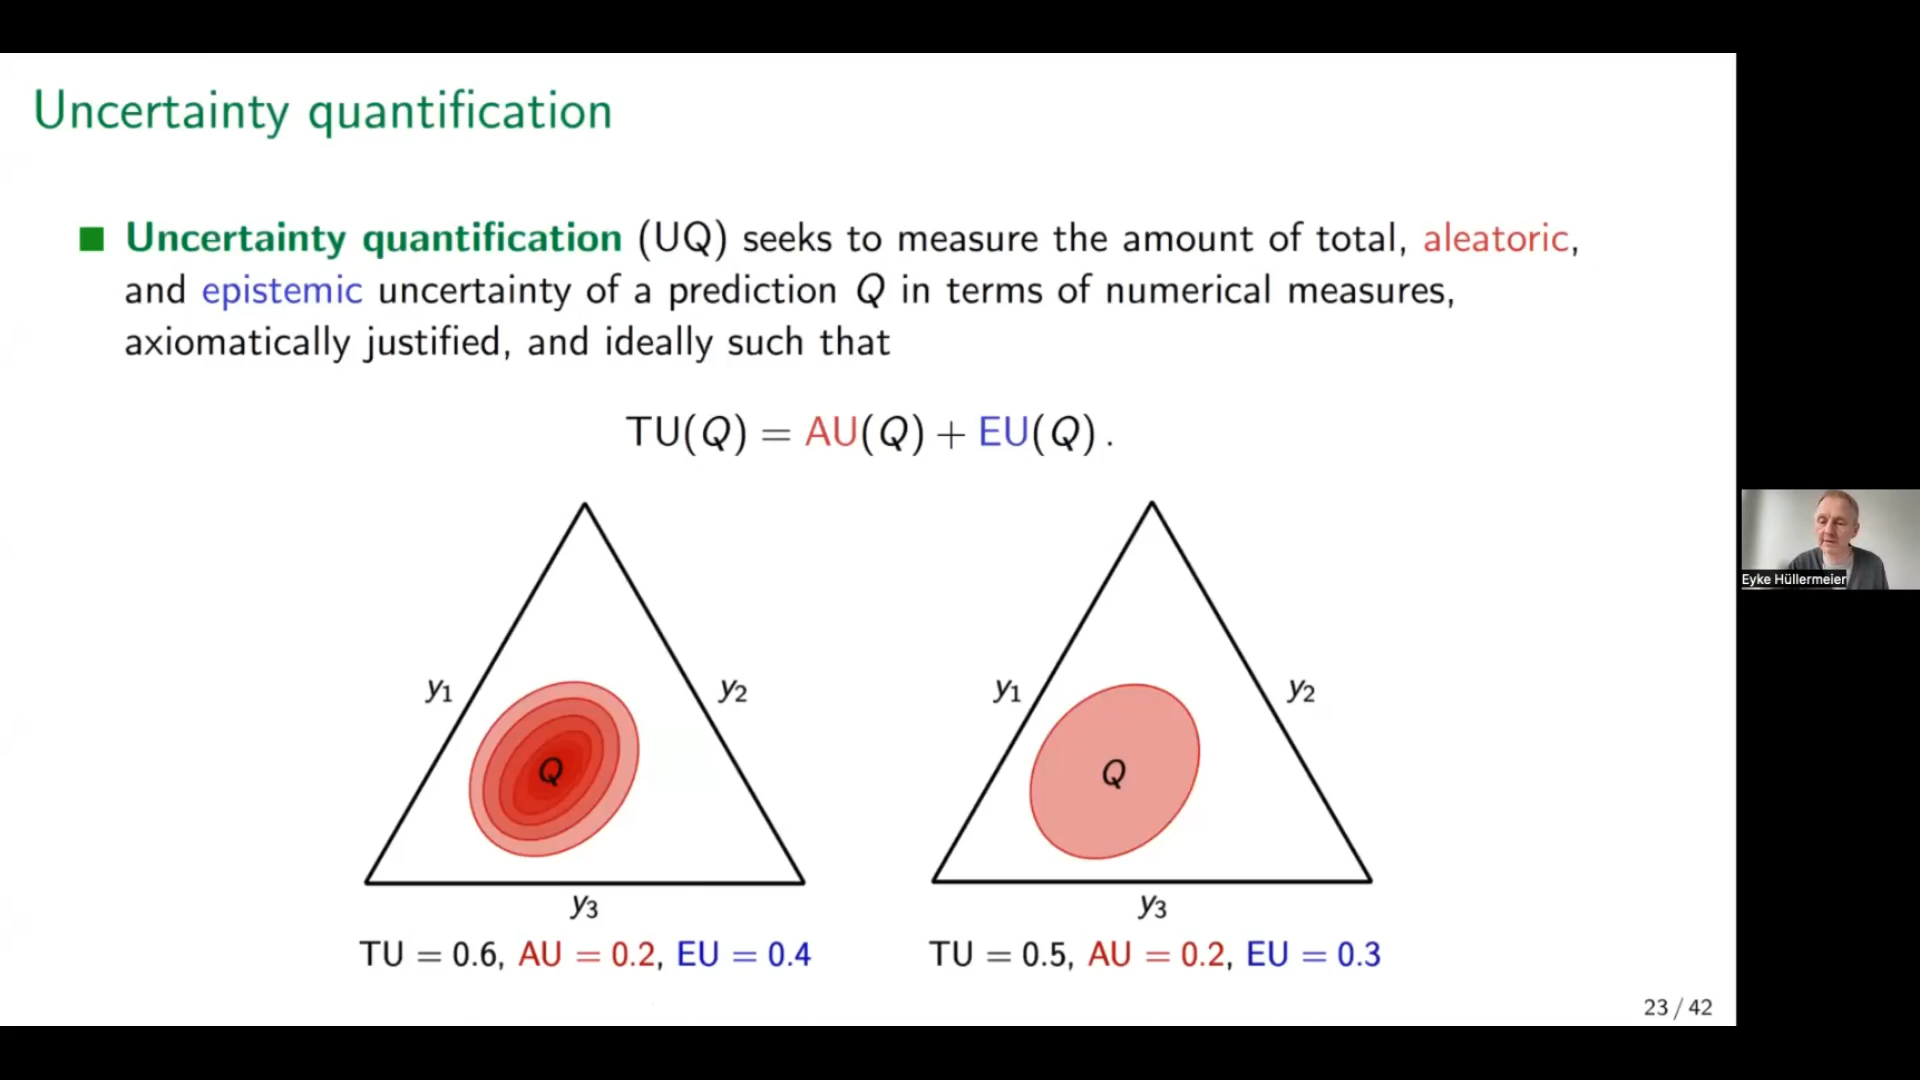 Uncertainty quantification
■ Uncertainty quantification (UQ) seeks to measure the amount of total, aleatoric,
and epistemic uncertainty of a prediction Q in terms of numerical measures,
axiomatically justified, and ideally such that
TU(Q) = AU(Q) + EU(Q).
y₁ y₂ y₁ y₂
Q Q
y₃ y₃
TU = 0.6, AU = 0.2, EU = 0.4
TU = 0.5, AU = 0.2, EU = 0.3
23 / 42
Eyke Hüllermeier